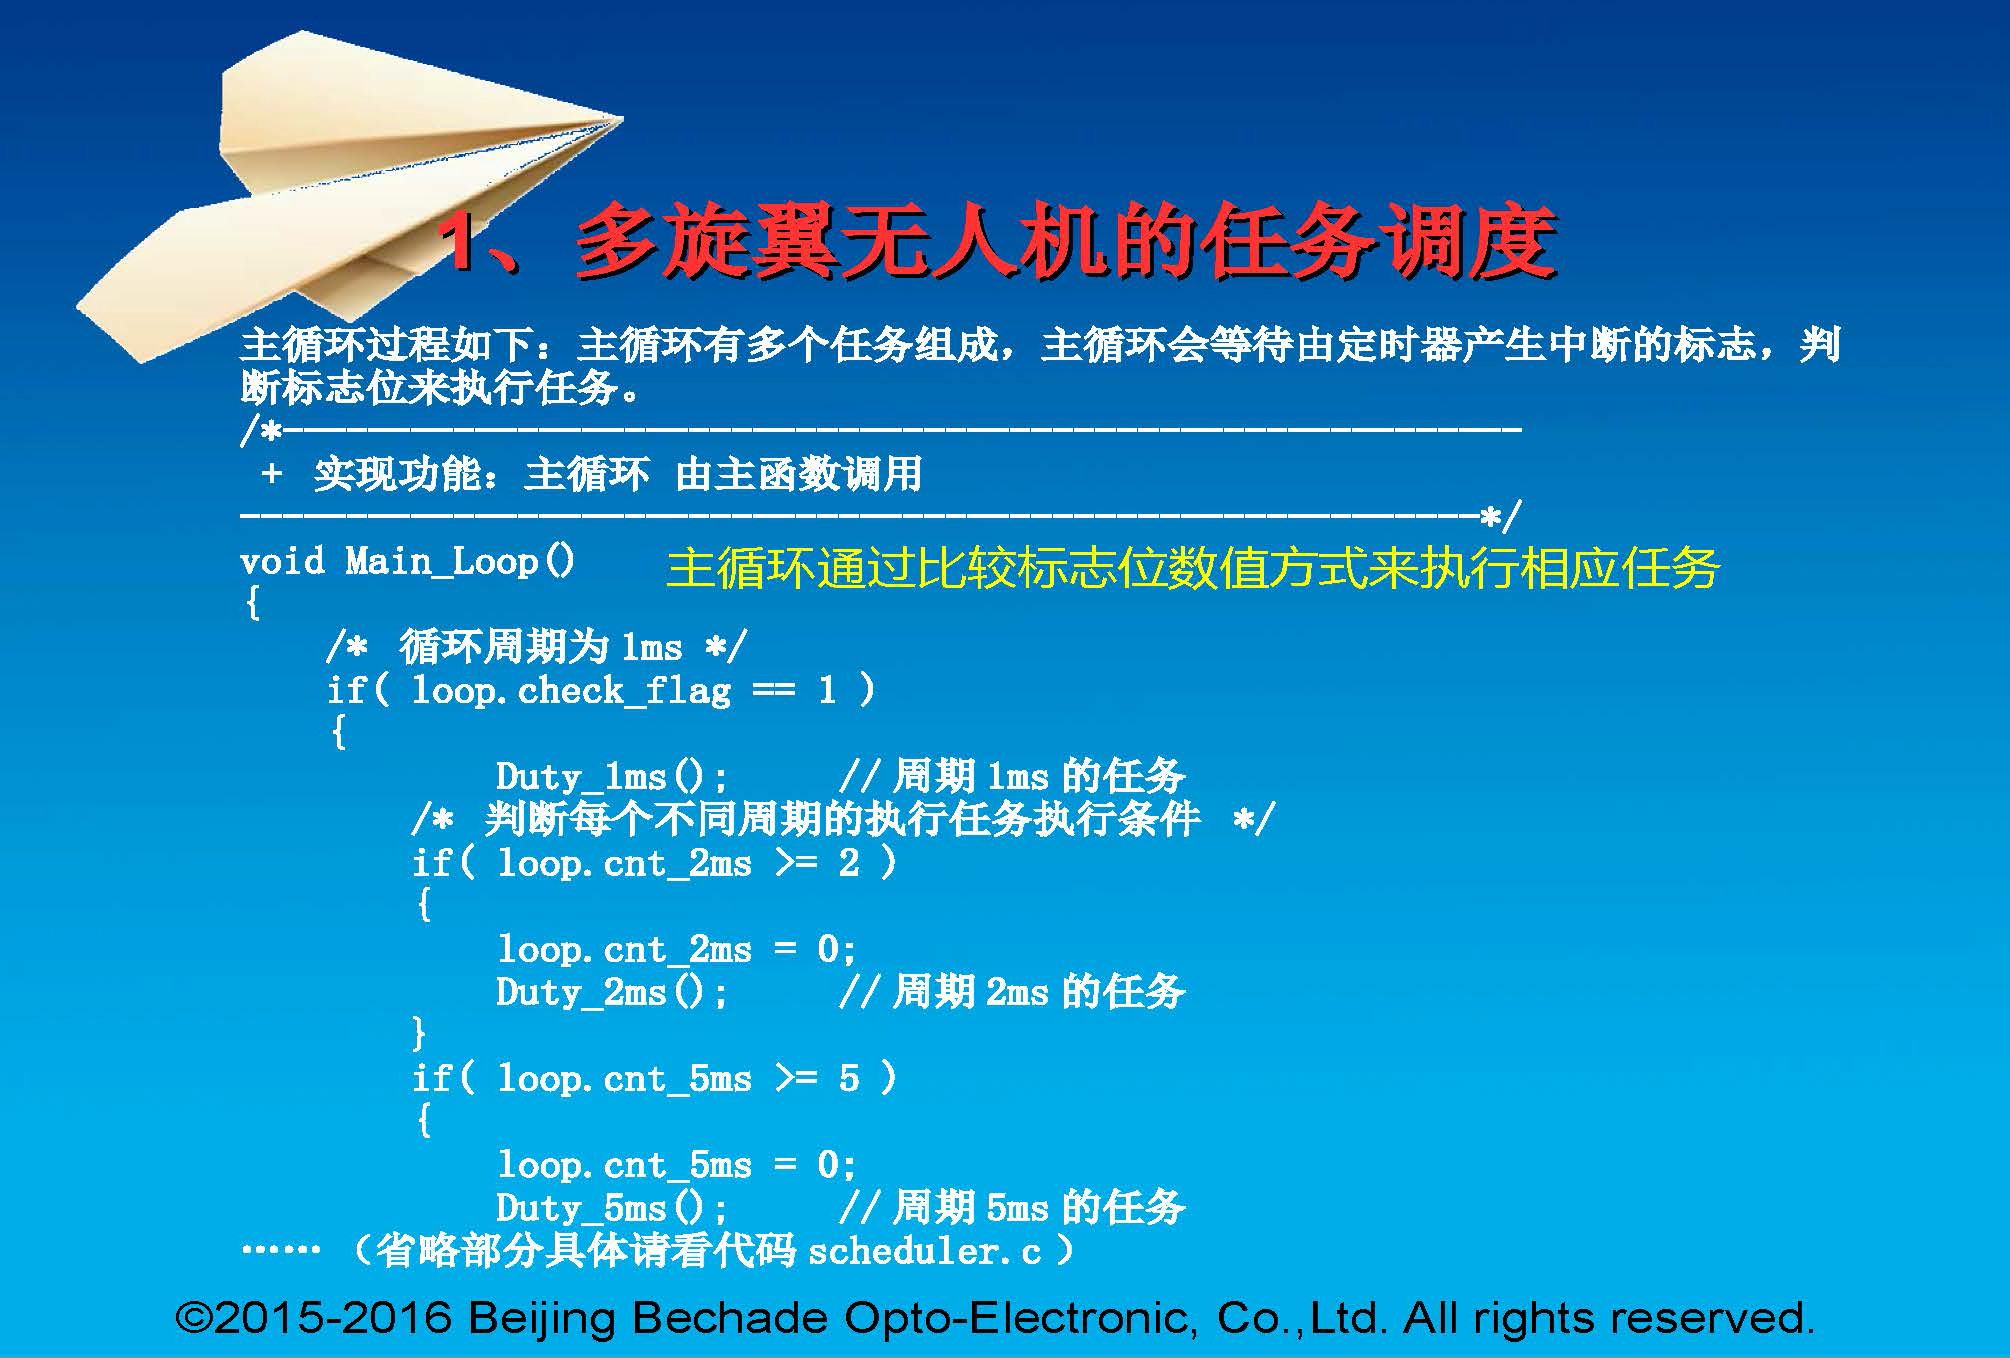 1、多旋翼无人机的任务调度
主循环过程如下：主循环有多个任务组成，主循环会等待由定时器产生中断的标志，判
断标志位来执行任务。
/*----------------------------------------------------------
 + 实现功能：主循环 由主函数调用
----------------------------------------------------------*/
void Main_Loop() 主循环通过比较标志位数值方式来执行相应任务
{
/* 循环周期为1ms */
if( loop.check_flag == 1 )
{
Duty_1ms(); //周期1ms的任务
/* 判断每个不同周期的执行任务执行条件 */
if( loop.cnt_2ms >= 2 )
{
loop.cnt_2ms = 0;
Duty_2ms(); //周期2ms的任务
}
if( loop.cnt_5ms >= 5 )
{
loop.cnt_5ms = 0;
Duty_5ms(); //周期5ms的任务
……（省略部分具体请看代码scheduler.c）
©2015-2016 Beijing Bechade Opto-Electronic, Co.,Ltd. All rights reserved.